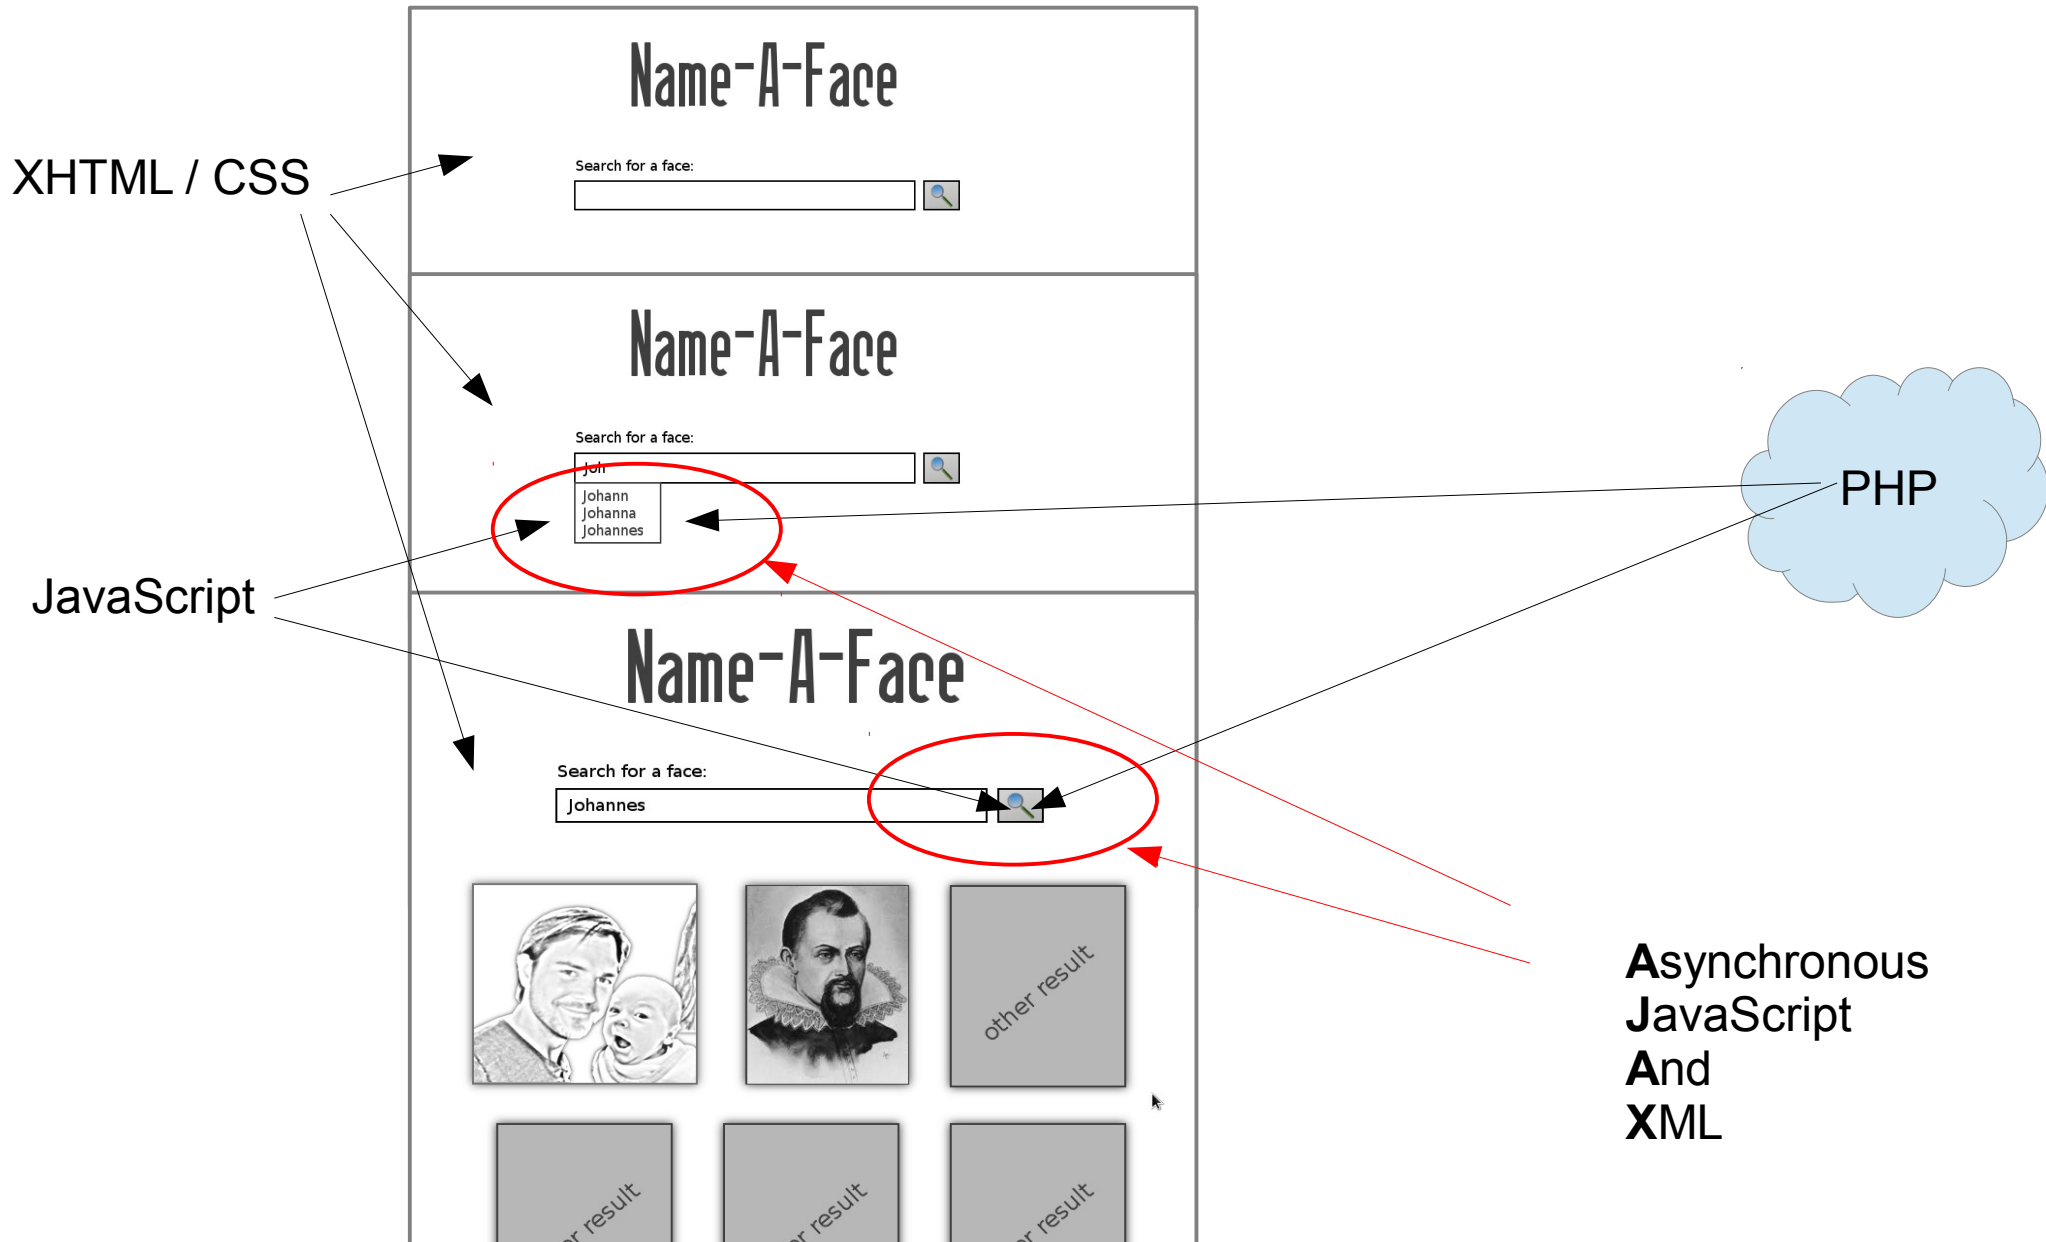 Name-A-Face
XHTML / CSS
Search for a face:
Name-A-Face
Search for a face:
Joh
Johann
Johanna
Johannes
PHP
JavaScript
Name-A-Face
Search for a face:
Johannes
other result
Asynchronous
JavaScript
And
XML
result
result
result